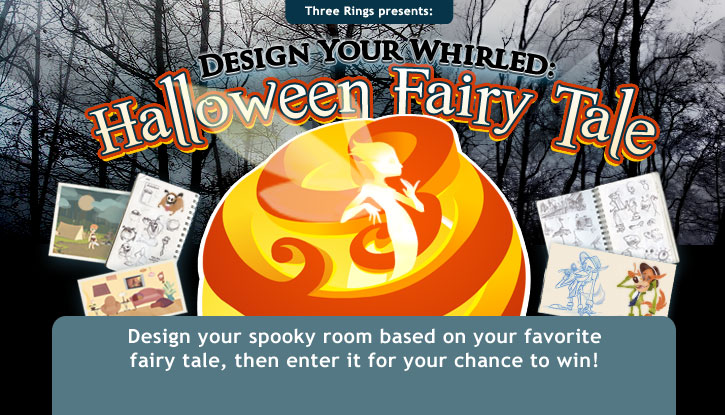 Three Rings presents:
Design Your Whirled:
Halloween Fairy Tale
Design your spooky room based on your favorite
fairy tale, then enter it for your chance to win!